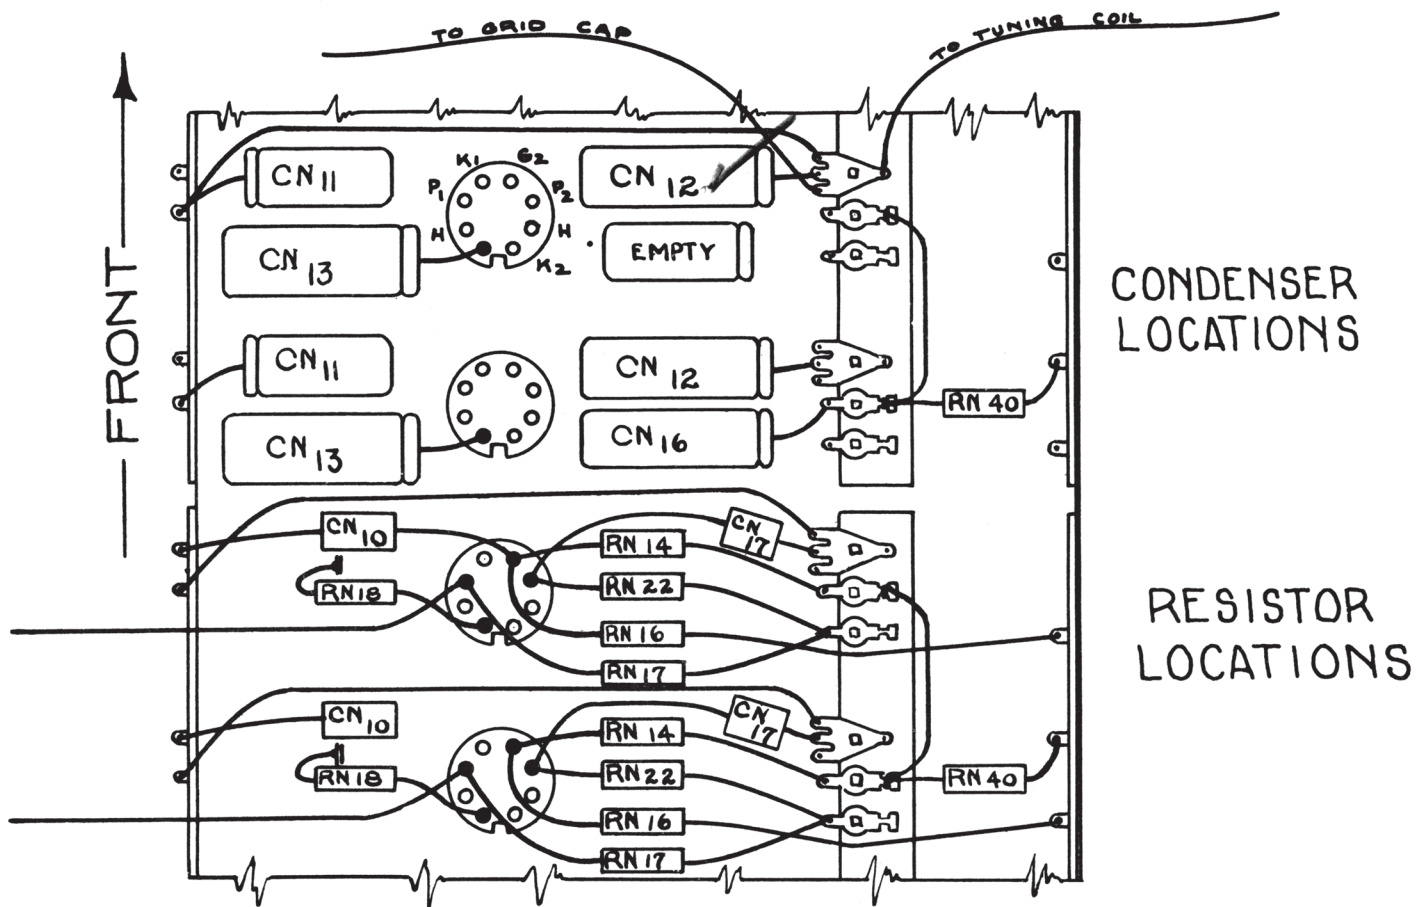 TO GRID CAP
TO TUNING COIL
FRONT
CN 11
K1
G2
P1
P2
H
H
K2
CN 12
CN 13
EMPTY
CONDENSER
LOCATIONS
CN 11
CN 12
RN 40
CN 13
CN 16
CN 10
CN 17
RN 14
RN 18
RN 22
RN 16
RN 17
RESISTOR
LOCATIONS
CN 10
CN 17
RN 14
RN 18
RN 22
RN 40
RN 16
RN 17